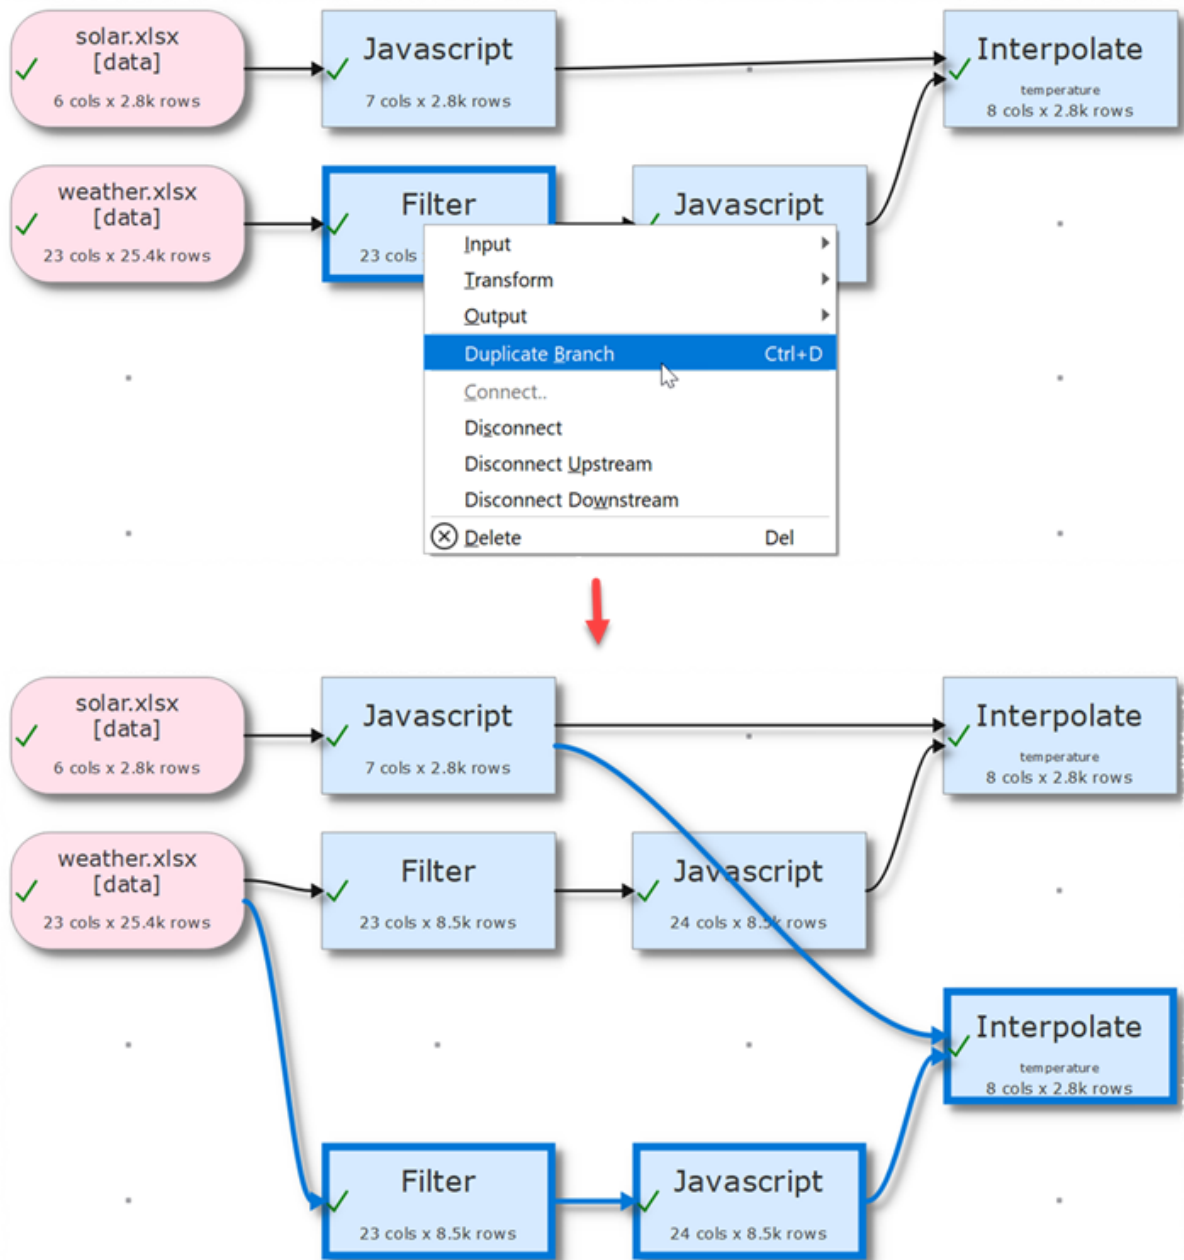 solar.xlsx
[data]
6 cols x 2.8k rows
Javascript
7 cols x 2.8k rows
Interpolate
temperature
8 cols x 2.8k rows
weather.xlsx
[data]
23 cols x 25.4k rows
Filter
23 cols
Javascript
Input
Transform
Output
Duplicate Branch Ctrl+D
Connect..
Disconnect
Disconnect Upstream
Disconnect Downstream
Delete Del
solar.xlsx
[data]
6 cols x 2.8k rows
Javascript
7 cols x 2.8k rows
Interpolate
temperature
8 cols x 2.8k rows
weather.xlsx
[data]
23 cols x 25.4k rows
Filter
23 cols x 8.5k rows
Javascript
24 cols x 8.5k rows
Interpolate
temperature
8 cols x 2.8k rows
Filter
23 cols x 8.5k rows
Javascript
24 cols x 8.5k rows